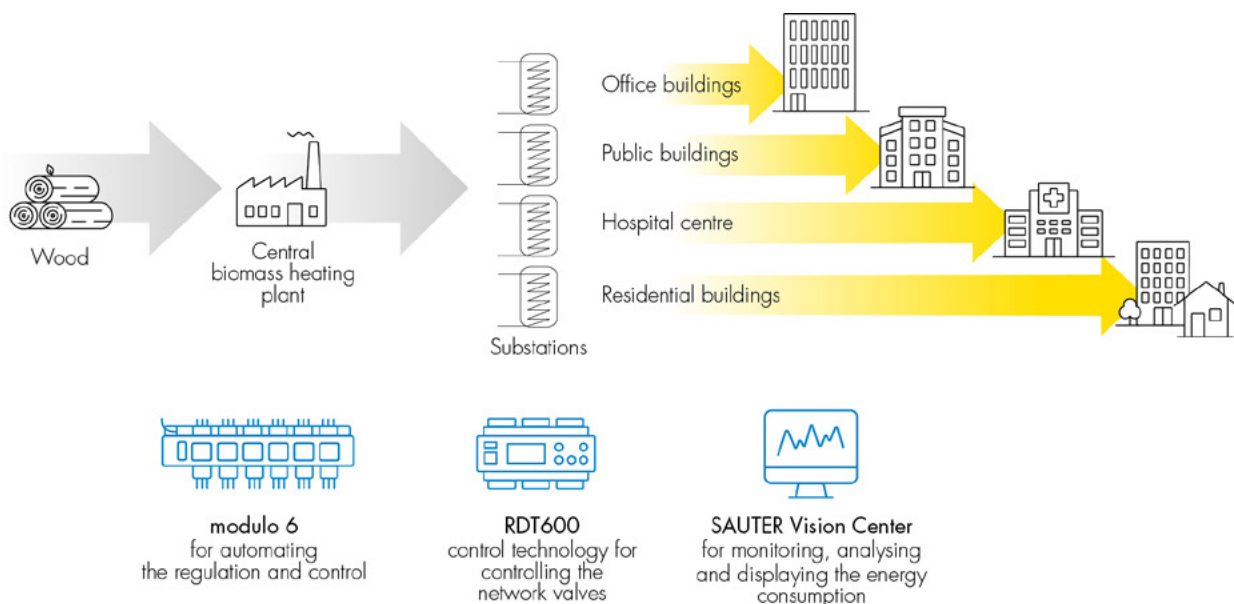 Office buildings
Public buildings
Hospital centre
Residential buildings
Wood
Central
biomass heating
plant
Substations
modulo 6
for automating
the regulation and control
RDT600
control technology for
controlling the
network valves
SAUTER Vision Center
for monitoring, analysing
and displaying the energy
consumption